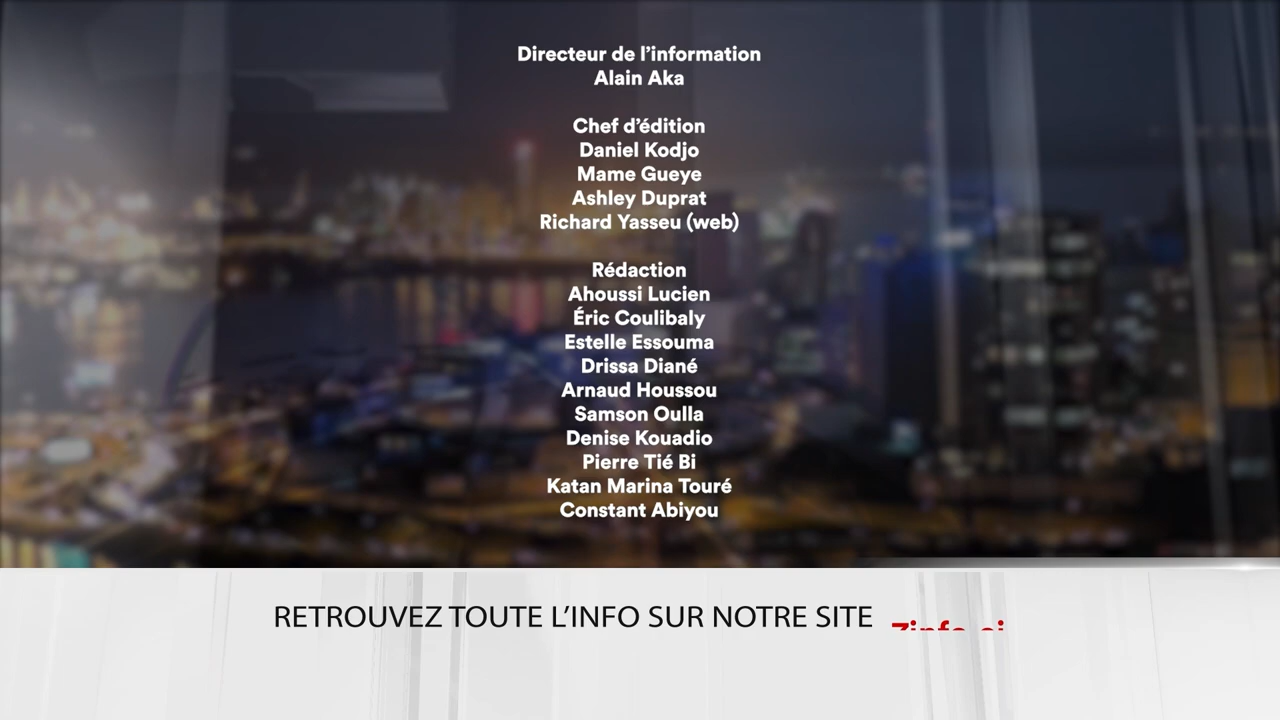 Directeur de l’information
Alain Aka
Chef d’édition
Daniel Kodjo
Mame Gueye
Ashley Duprat
Richard Yasseu (web)
Rédaction
Ahoussi Lucien
Éric Coulibaly
Estelle Essouma
Drissa Diané
Arnaud Houssou
Samson Oulla
Denise Kouadio
Pierre Tié Bi
Katan Marina Touré
Constant Abiyou
RETROUVEZ TOUTE L’INFO SUR NOTRE SITE